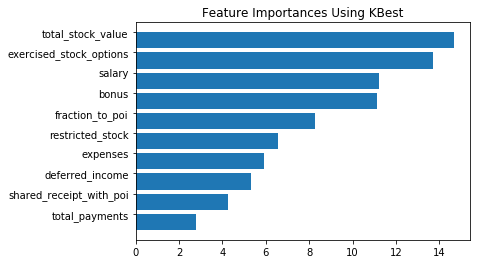 Feature Importances Using KBest
total_stock_value
exercised_stock_options
salary
bonus
fraction_to_poi
restricted_stock
expenses
deferred_income
shared_receipt_with_poi
total_payments
0 2 4 6 8 10 12 14